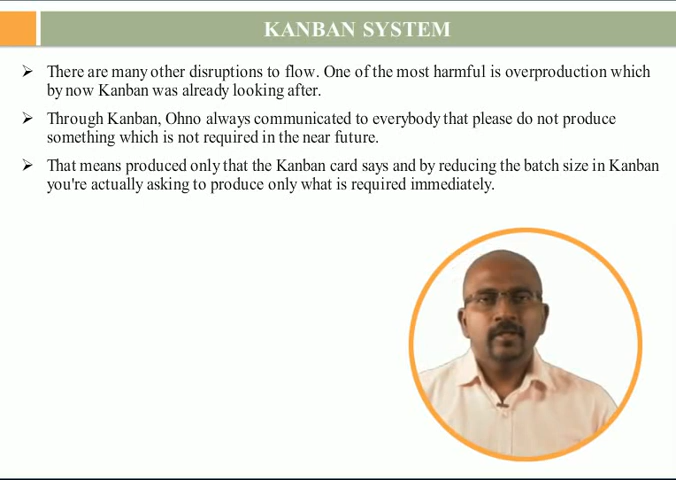 KANBAN SYSTEM
➢ There are many other disruptions to flow. One of the most harmful is overproduction which
by now Kanban was already looking after.
➢ Through Kanban, Ohno always communicated to everybody that please do not produce
something which is not required in the near future.
➢ That means produced only that the Kanban card says and by reducing the batch size in Kanban
you're actually asking to produce only what is required immediately.